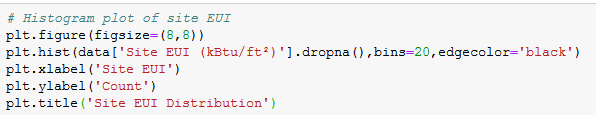 # Histogram plot of site EUI
plt.figure(figsize=(8,8))
plt.hist(data['Site EUI (kBtu/ft²)'].dropna(),bins=20,edgecolor='black')
plt.xlabel('Site EUI')
plt.ylabel('Count')
plt.title('Site EUI Distribution')